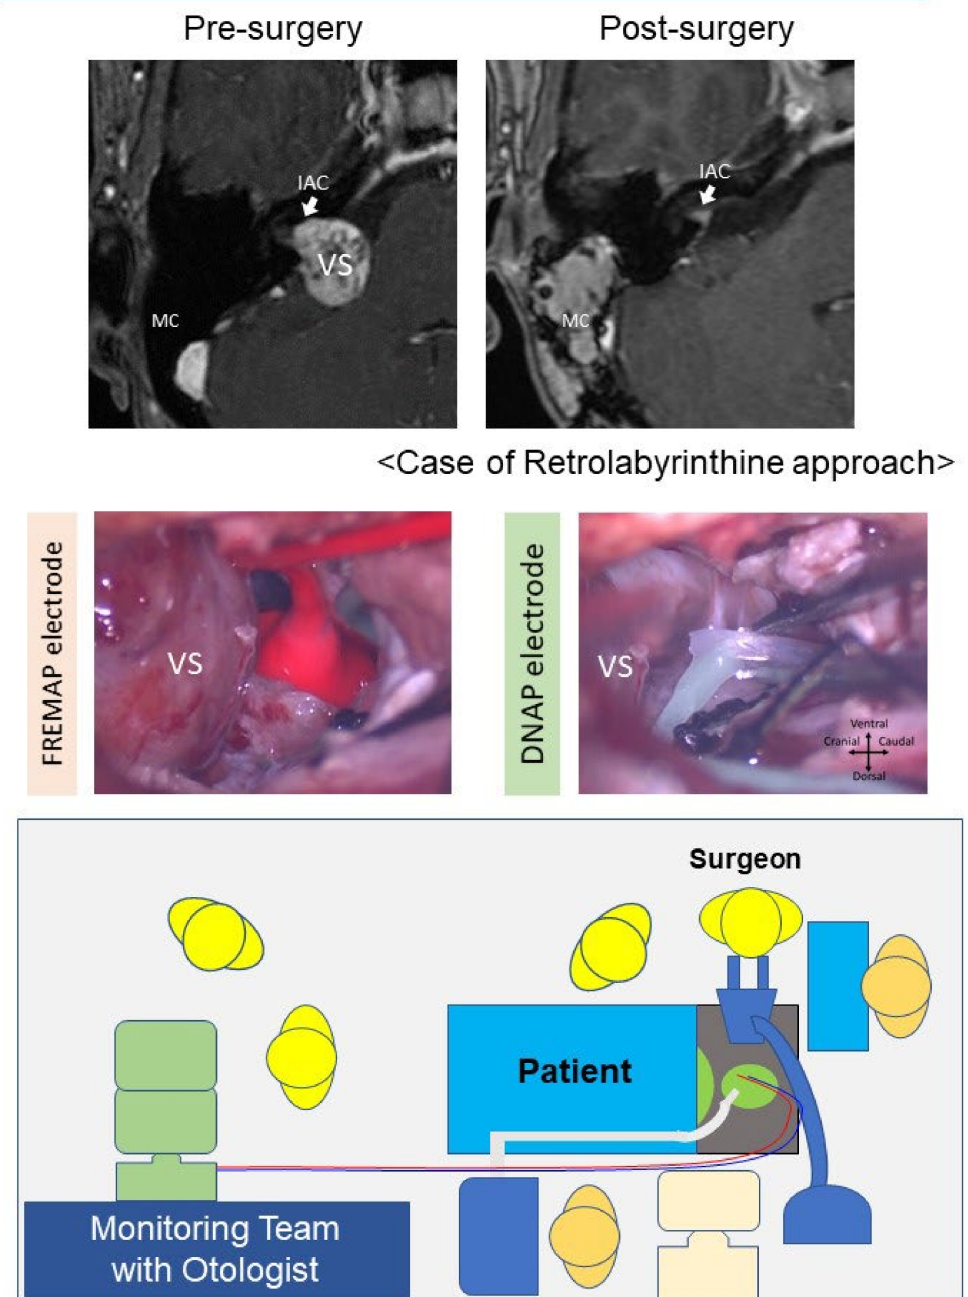 Pre-surgery
Post-surgery
IAC
VS
MC
IAC
MC
<Case of Retrolabyrinthine approach>
FREMAP electrode
VS
DNAP electrode
VS
Ventral
Cranial
Caudal
Dorsal
Surgeon
Patient
Monitoring Team
with Otologist